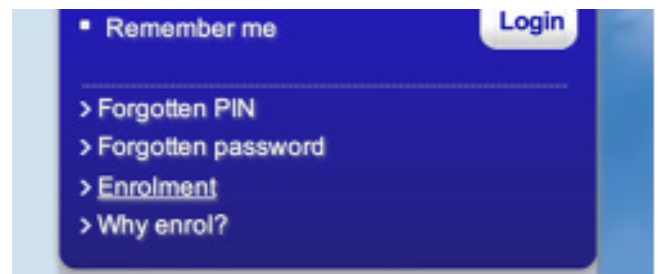 Remember me
Login
> Forgotten PIN
> Forgotten password
> Enrolment
> Why enrol?